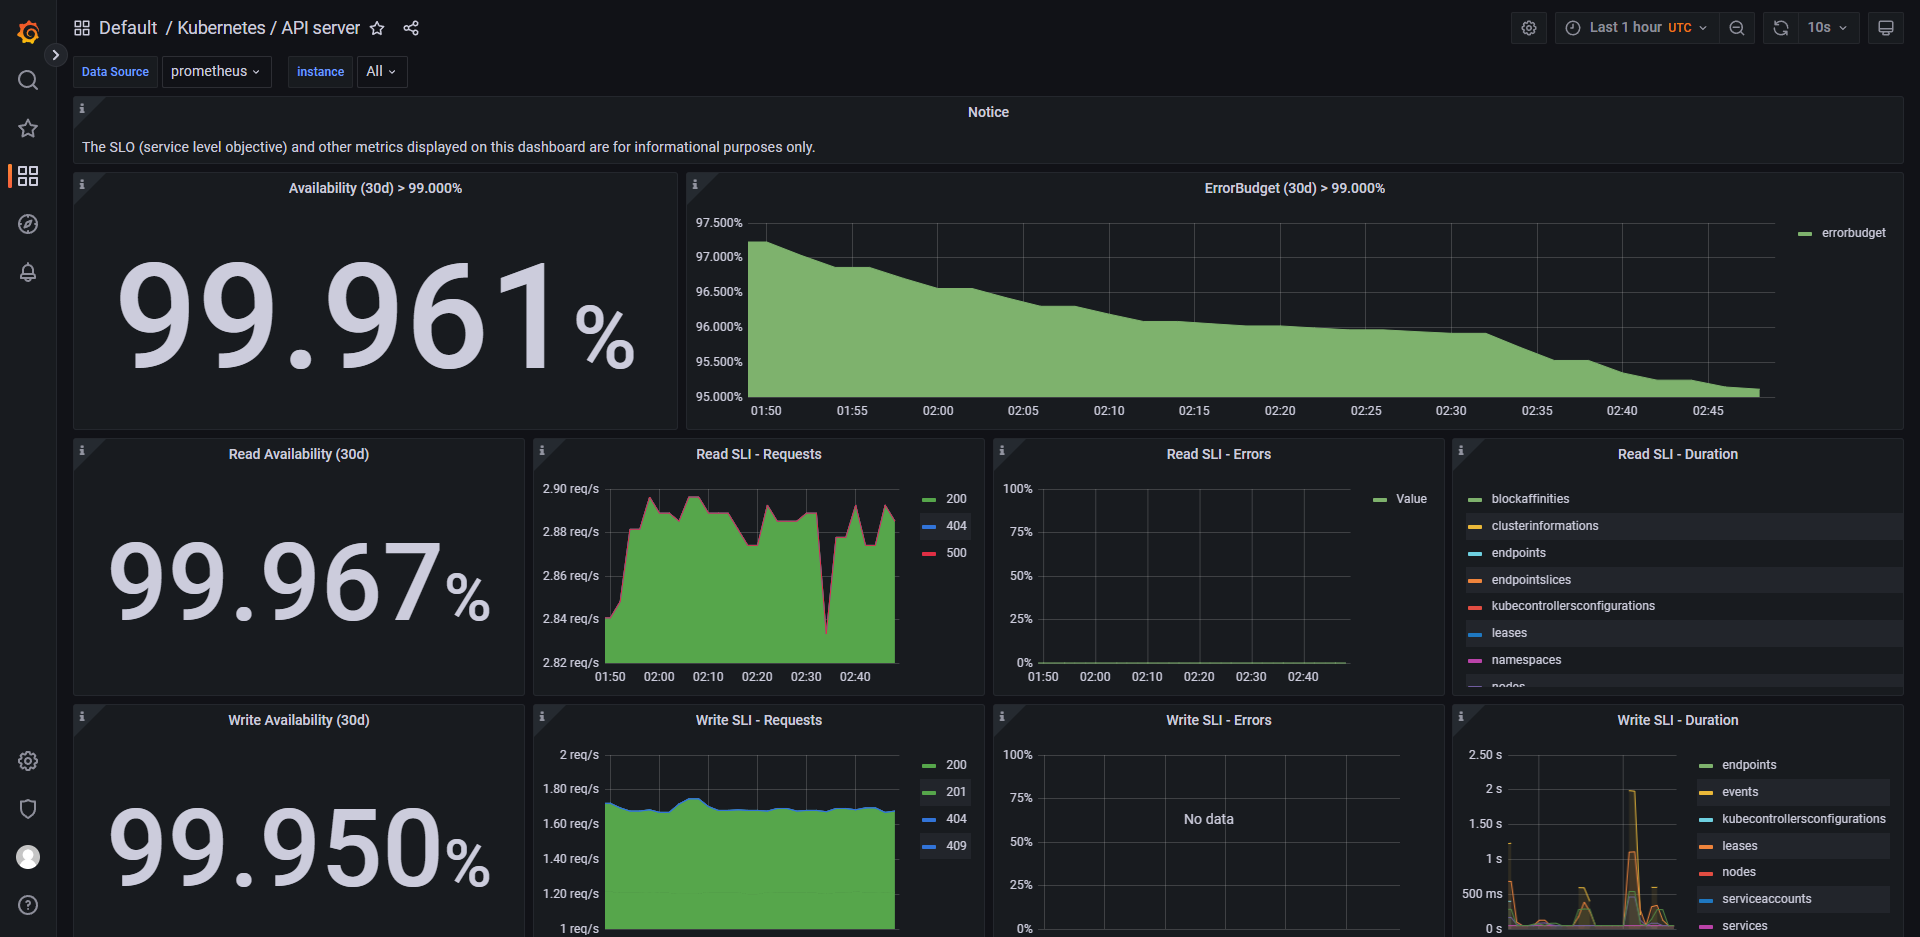 Default / Kubernetes / API server
Last 1 hour UTC
10s
Data Source prometheus instance All
Notice
The SLO (service level objective) and other metrics displayed on this dashboard are for informational purposes only.
Availability (30d) > 99.000%
99.961%
ErrorBudget (30d) > 99.000%
97.500%
97.000%
96.500%
96.000%
95.500%
95.000%
01:50 01:55 02:00 02:05 02:10 02:15 02:20 02:25 02:30 02:35 02:40 02:45
errorbudget
Read Availability (30d)
99.967%
Read SLI - Requests
2.90 req/s
2.88 req/s
2.86 req/s
2.84 req/s
2.82 req/s
01:50 02:00 02:10 02:20 02:30 02:40
200
404
500
Read SLI - Errors
100%
75%
50%
25%
0%
01:50 02:00 02:10 02:20 02:30 02:40
Value
Read SLI - Duration
blockaffinities
clusterinformations
endpoints
endpointslices
kubecontrollersconfigurations
leases
namespaces
nodes
Write Availability (30d)
99.950%
Write SLI - Requests
2 req/s
1.80 req/s
1.60 req/s
1.40 req/s
1.20 req/s
1 req/s
200
201
404
409
Write SLI - Errors
100%
75%
50%
25%
0%
No data
Write SLI - Duration
2.50 s
2 s
1.50 s
1 s
500 ms
0 s
endpoints
events
kubecontrollersconfigurations
leases
nodes
serviceaccounts
services